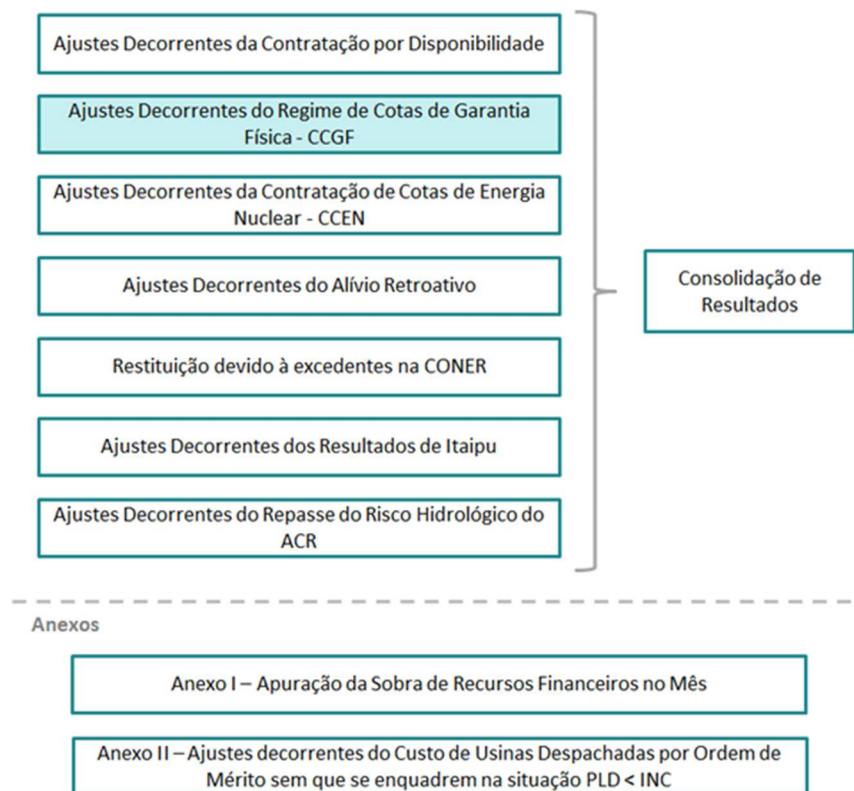 Ajustes Decorrentes da Contratação por Disponibilidade
Ajustes Decorrentes do Regime de Cotas de Garantia
Física - CCGF
Ajustes Decorrentes da Contratação de Cotas de Energia
Nuclear - CCEN
Ajustes Decorrentes do Alívio Retroativo
Restituição devido à excedentes na CONER
Ajustes Decorrentes dos Resultados de Itaipu
Ajustes Decorrentes do Repasse do Risco Hidrológico do
ACR
Consolidação de
Resultados
Anexos
Anexo I – Apuração da Sobra de Recursos Financeiros no Mês
Anexo II – Ajustes decorrentes do Custo de Usinas Despachadas por Ordem de
Mérito sem que se enquadrem na situação PLD < INC